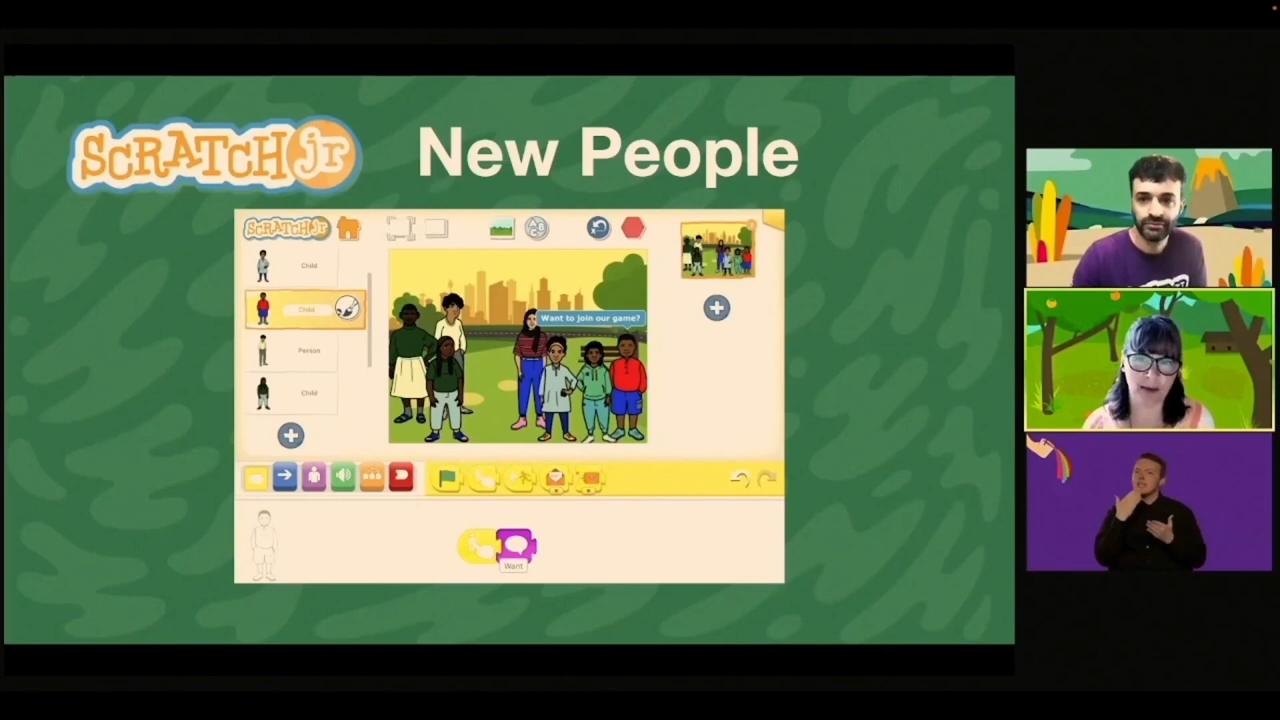 SCRATCH jr
New People
SCRATCH jr
Child
Child
Person
Child
Want to join our game?
Want